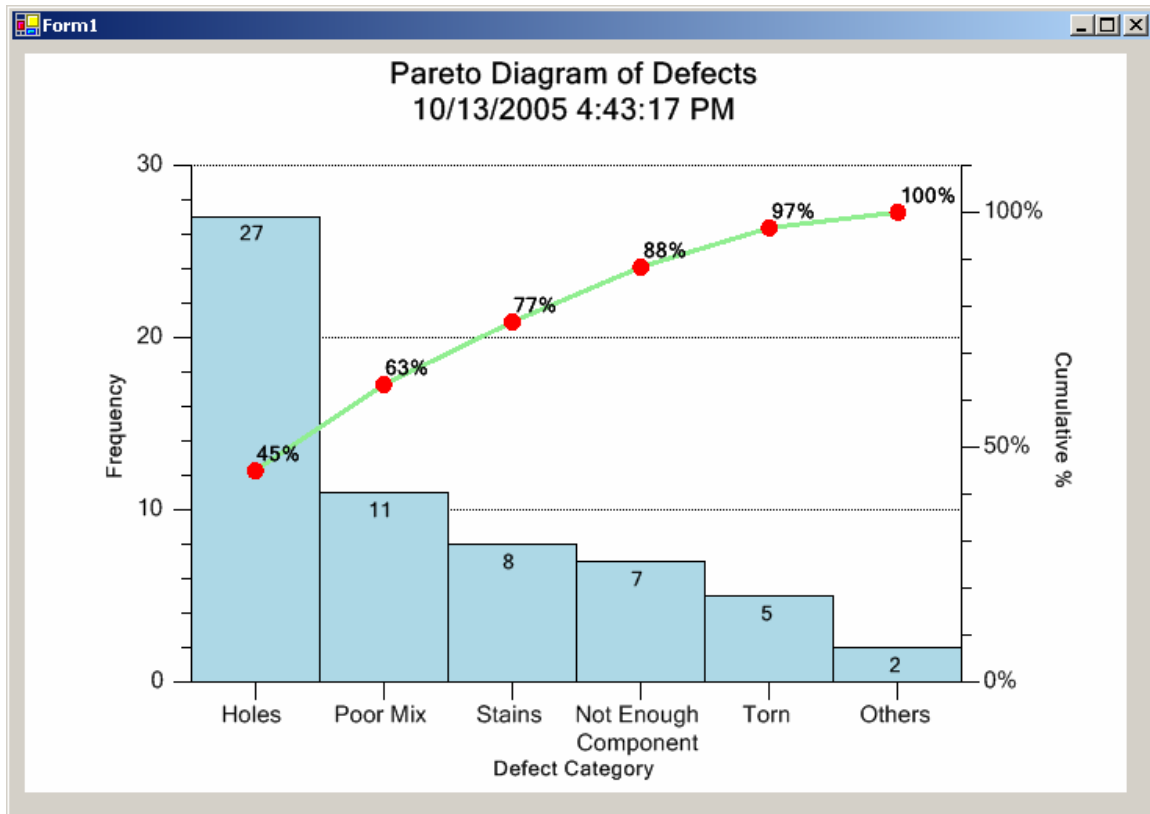 Form1
Pareto Diagram of Defects
10/13/2005 4:43:17 PM
30
20
10
0
Frequency
27
11
8
7
5
2
45%
63%
77%
88%
97%
100%
100%
50%
0%
Cumulative %
Holes
Poor Mix
Stains
Not Enough
Component
Torn
Others
Defect Category